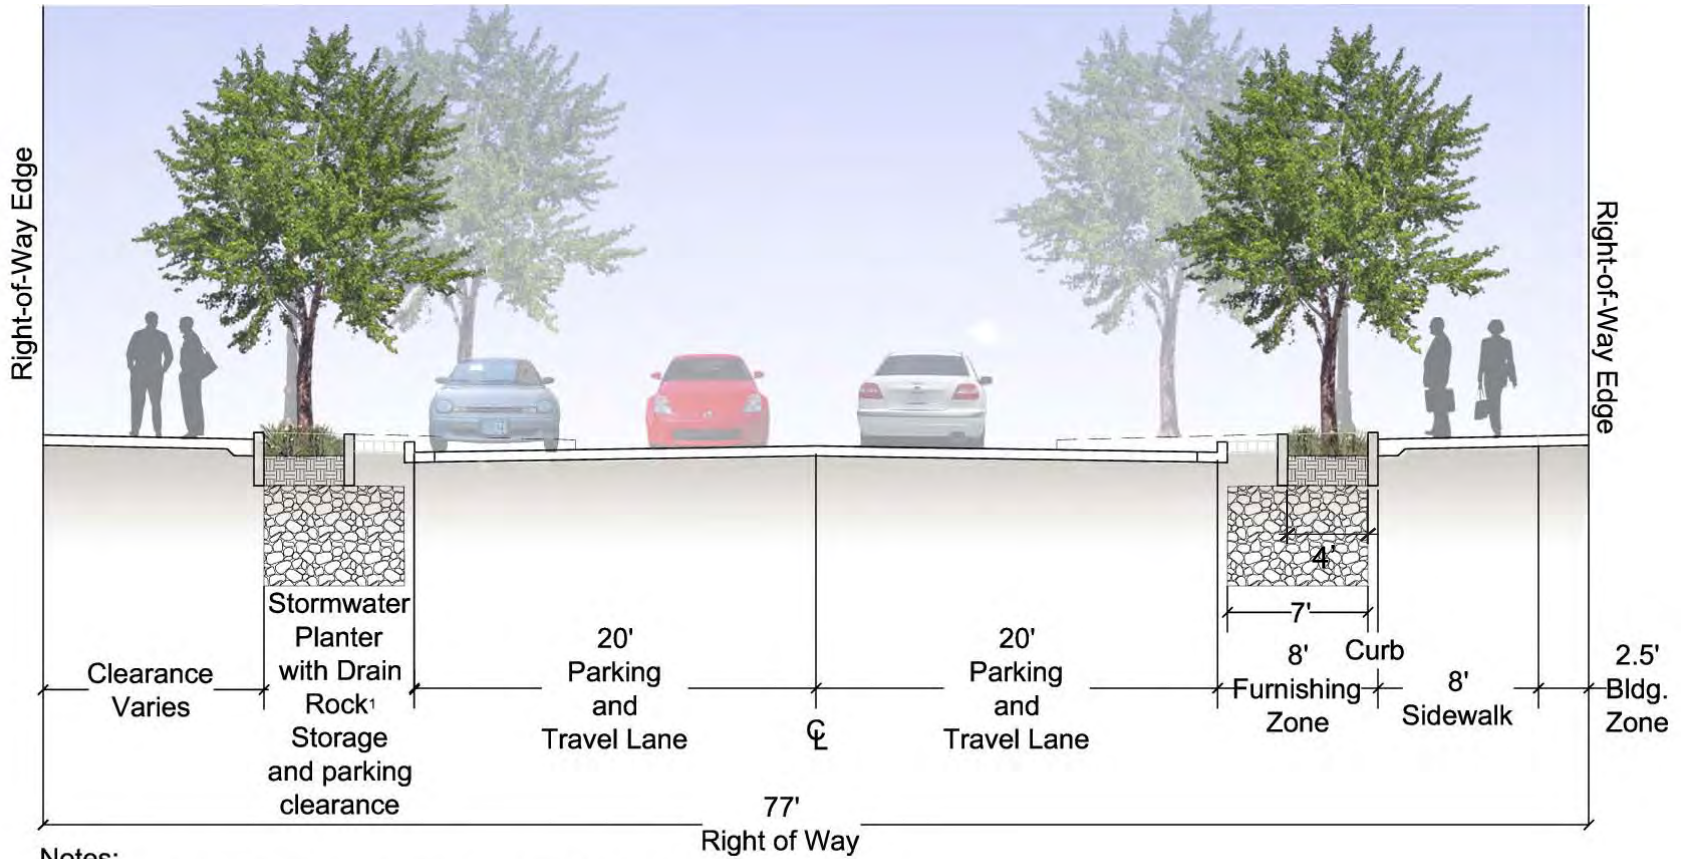 Right-of-Way Edge
Right-of-Way Edge
4'
7'
Clearance
Varies
Stormwater
Planter
with Drain
Rock¹
Storage
and parking
clearance
20'
Parking
and
Travel Lane
℄
20'
Parking
and
Travel Lane
8'
Furnishing
Zone
Curb
8'
Sidewalk
2.5'
Bldg.
Zone
77'
Right of Way
Notes: